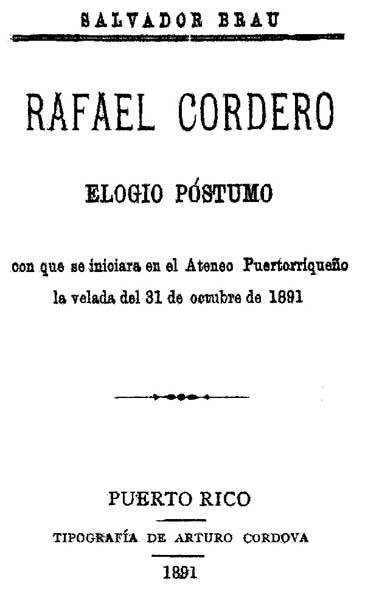 SALVADOR BRAU
RAFAEL CORDERO
ELOGIO PÓSTUMO
con que se iniciara en el Ateneo Puertorriqueño
la velada del 31 de octubre de 1891
PUERTO RICO
TIPOGRAFÍA DE ARTURO CORDOVA
1891